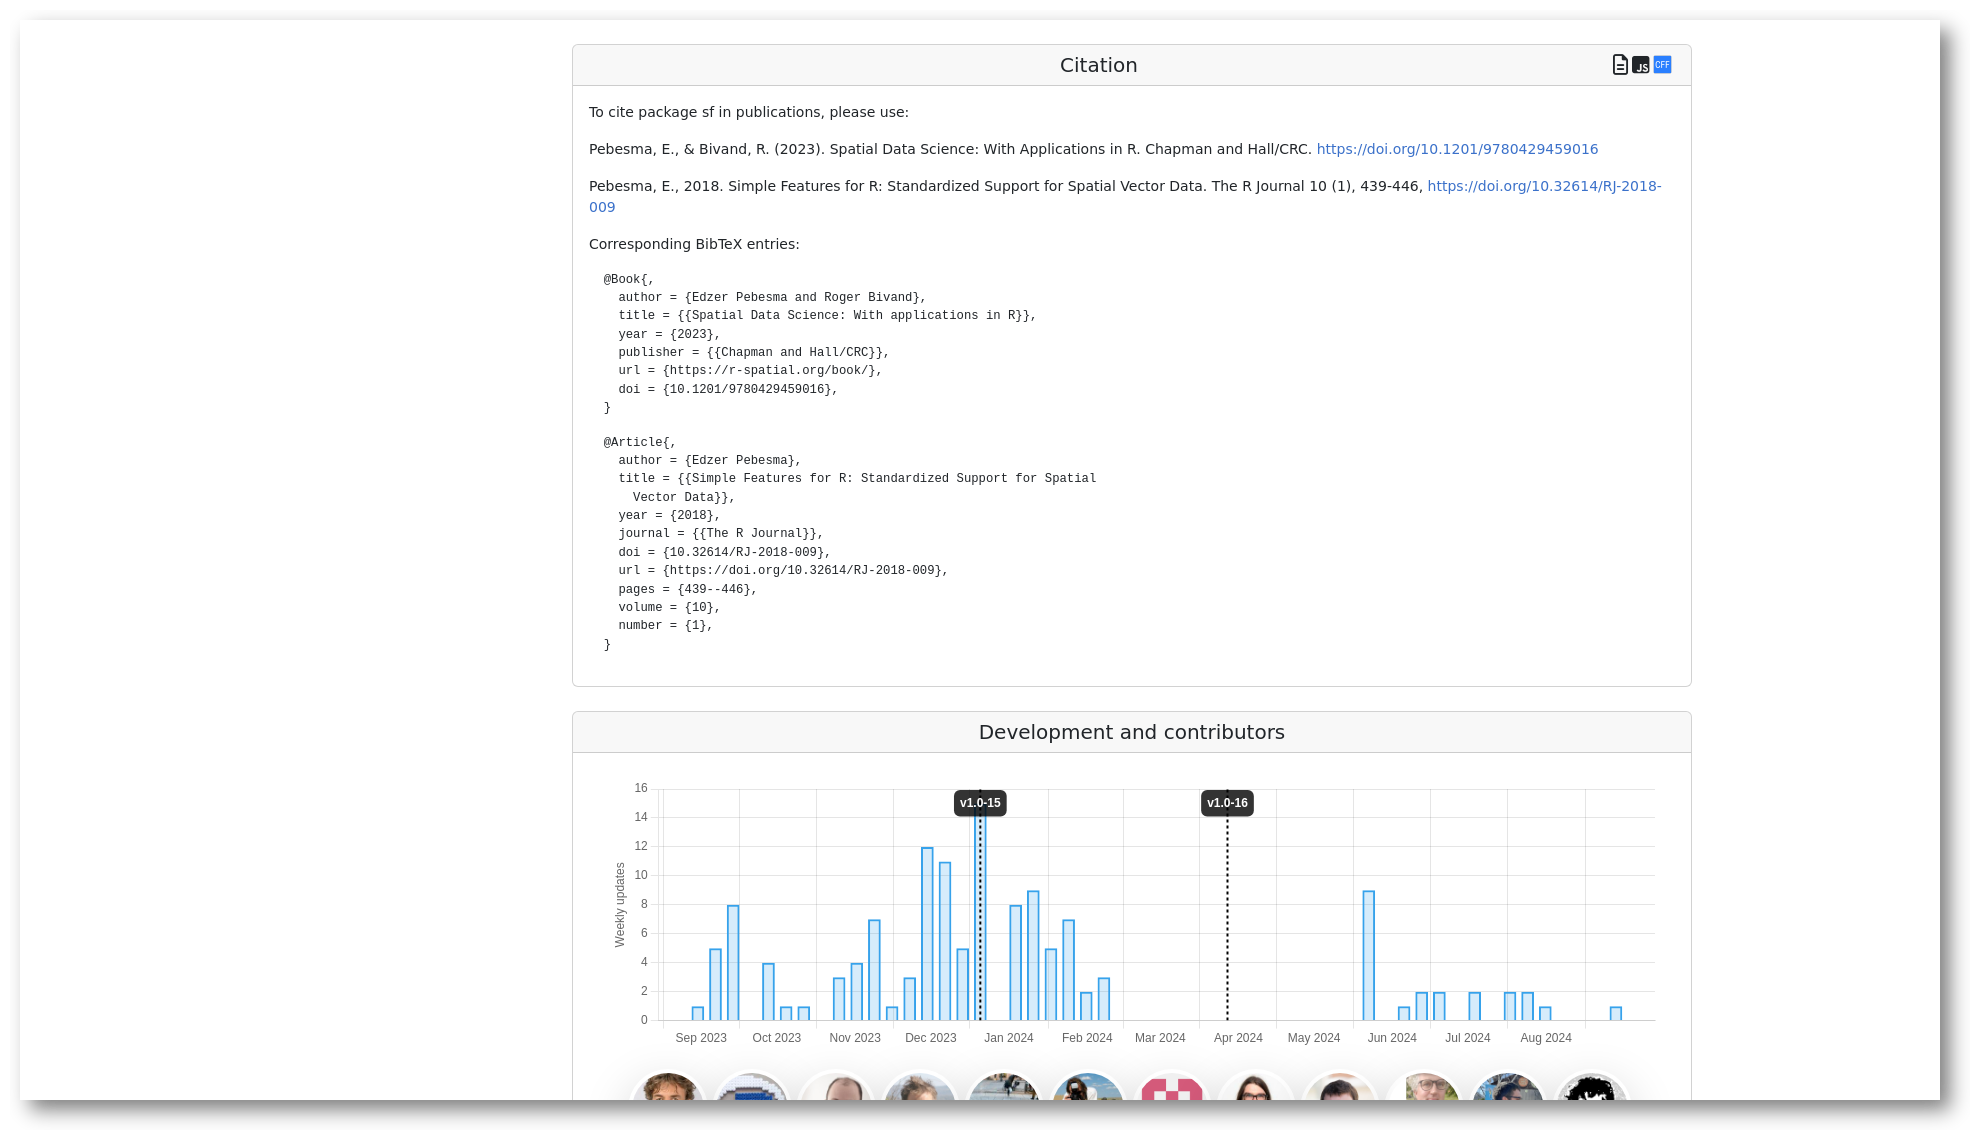 Citation
JS CFF
To cite package sf in publications, please use:
Pebesma, E., & Bivand, R. (2023). Spatial Data Science: With Applications in R. Chapman and Hall/CRC. https://doi.org/10.1201/9780429459016
Pebesma, E., 2018. Simple Features for R: Standardized Support for Spatial Vector Data. The R Journal 10 (1), 439-446, https://doi.org/10.32614/RJ-2018-
009
Corresponding BibTeX entries:
@Book{,
author = {Edzer Pebesma and Roger Bivand},
title = {{Spatial Data Science: With applications in R}},
year = {2023},
publisher = {{Chapman and Hall/CRC}},
url = {https://r-spatial.org/book/},
doi = {10.1201/9780429459016},
}
@Article{,
author = {Edzer Pebesma},
title = {{Simple Features for R: Standardized Support for Spatial
Vector Data}},
year = {2018},
journal = {{The R Journal}},
doi = {10.32614/RJ-2018-009},
url = {https://doi.org/10.32614/RJ-2018-009},
pages = {439--446},
volume = {10},
number = {1},
}
Development and contributors
Weekly updates
16
14
12
10
8
6
4
2
0
v1.0-15
v1.0-16
Sep 2023 Oct 2023 Nov 2023 Dec 2023 Jan 2024 Feb 2024 Mar 2024 Apr 2024 May 2024 Jun 2024 Jul 2024 Aug 2024